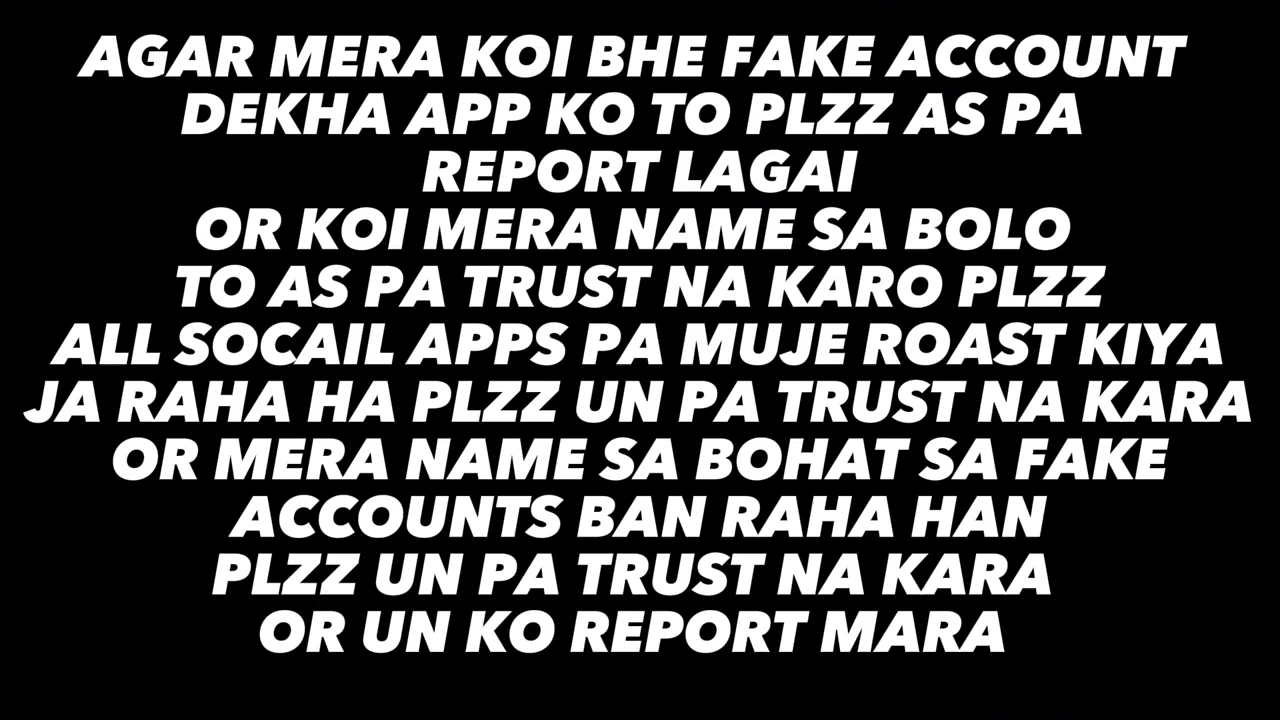 AGAR MERA KOI BHE FAKE ACCOUNT
DEKHA APP KO TO PLZZ AS PA
REPORT LAGAI
OR KOI MERA NAME SA BOLO
TO AS PA TRUST NA KARO PLZZ
ALL SOCAIL APPS PA MUJE ROAST KIYA
JA RAHA HA PLZZ UN PA TRUST NA KARA
OR MERA NAME SA BOHAT SA FAKE
ACCOUNTS BAN RAHA HAN
PLZZ UN PA TRUST NA KARA
OR UN KO REPORT MARA